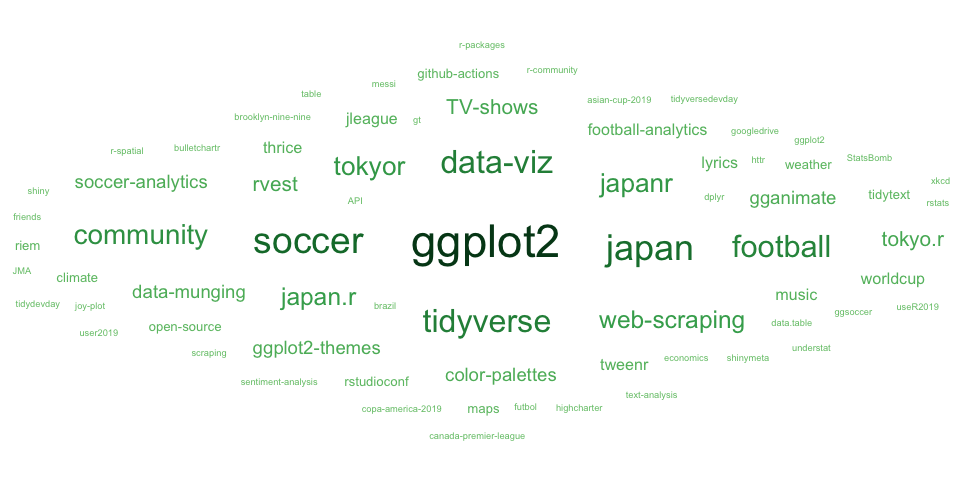 r-packages
github-actions
r-community
messi
table
TV-shows
asian-cup-2019
tidyversedevday
brooklyn-nine-nine
jleague
gt
football-analytics
googledrive
ggplot2
r-spatial
bulletchartr
thrice
tokyor
data-viz
lyrics
httr
weather
StatsBomb
shiny
soccer-analytics
rvest
japanr
gganimate
tidytext
xkcd
API
dplyr
rstats
friends
riem
community
soccer
ggplot2
japan
football
tokyo.r
JMA
climate
worldcup
data-munging
japan.r
brazil
music
tidydevday
joy-plot
ggsoccer
useR2019
user2019
open-source
tidyverse
web-scraping
data.table
scraping
ggplot2-themes
tweenr
economics
shinymeta
understat
sentiment-analysis
rstudioconf
color-palettes
text-analysis
copa-america-2019
maps
futbol
highcharter
canada-premier-league